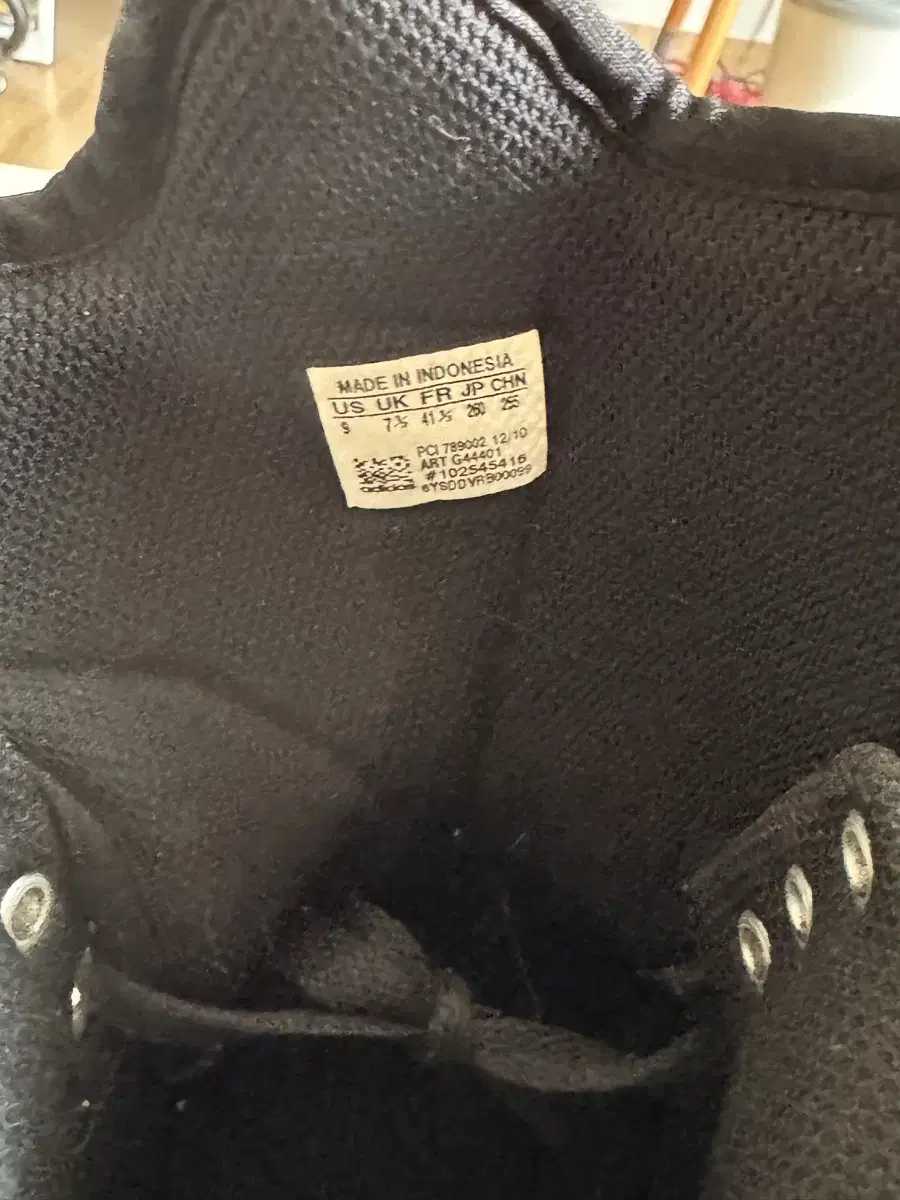 MADE IN INDONESIA
US UK FR JP CHN
9 7½ 41⅓ 260 255
PCI 789002 12/10
ART G44401
#102545416
adidas